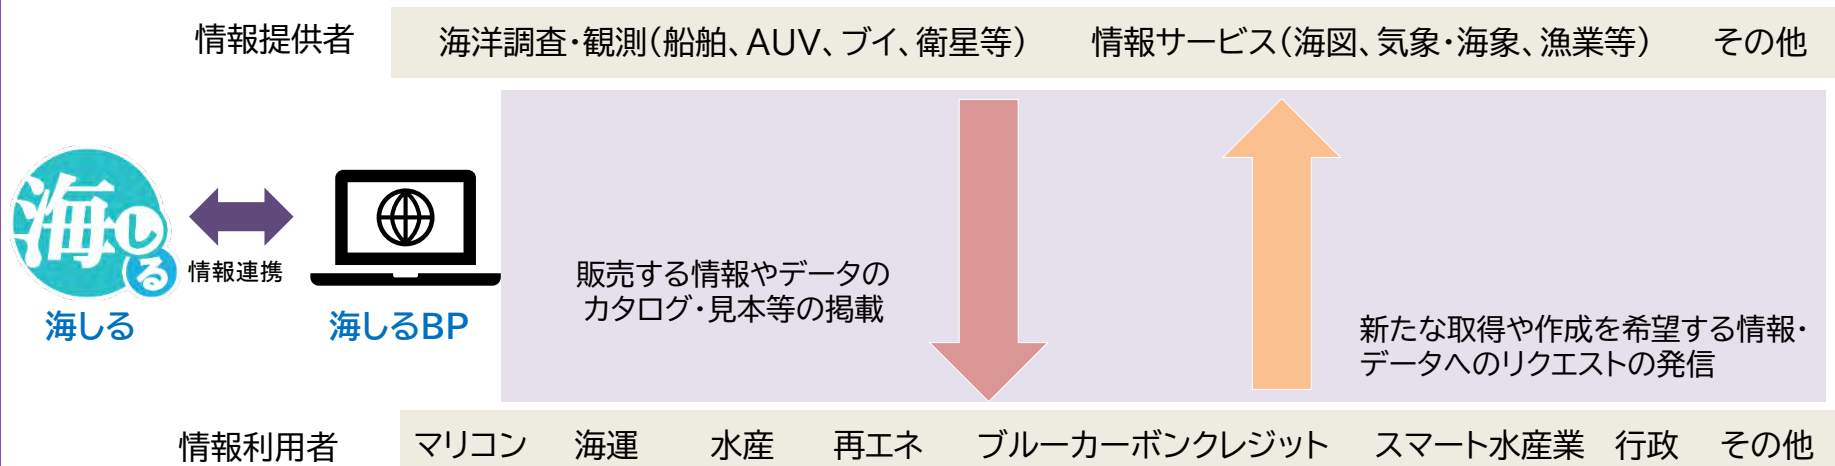 情報提供者
海洋調査・観測(船舶、AUV、ブイ、衛星等) 情報サービス(海図、気象・海象、漁業等) その他
海しる
情報連携
海しる
海しるBP
販売する情報やデータの
カタログ・見本等の掲載
新たな取得や作成を希望する情報・
データへのリクエストの発信
情報利用者
マリコン 海運 水産 再エネ ブルーカーボンクレジット スマート水産業 行政 その他